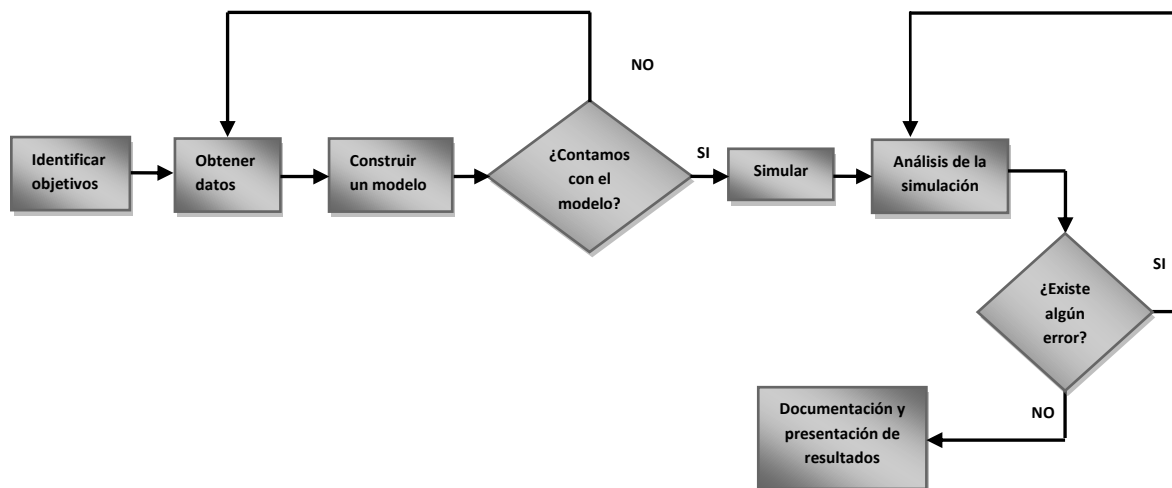 Identificar
objetivos
Obtener
datos
Construir
un modelo
¿Contamos
con el
modelo?
NO
SI
Simular
Análisis de la
simulación
¿Existe
algún
error?
SI
NO
Documentación y
presentación de
resultados